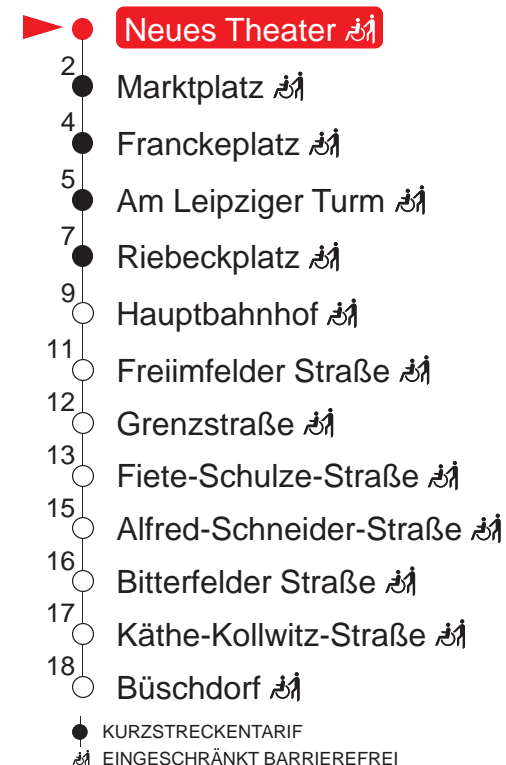 Neues Theater
2
Marktplatz
4
Franckeplatz
5
Am Leipziger Turm
7
Riebeckplatz
9
Hauptbahnhof
11
Freiimfelder Straße
12
Grenzstraße
13
Fiete-Schulze-Straße
15
Alfred-Schneider-Straße
16
Bitterfelder Straße
17
Käthe-Kollwitz-Straße
18
Büschdorf
KURZSTRECKENTARIF
EINGESCHRÄNKT BARRIEREFREI